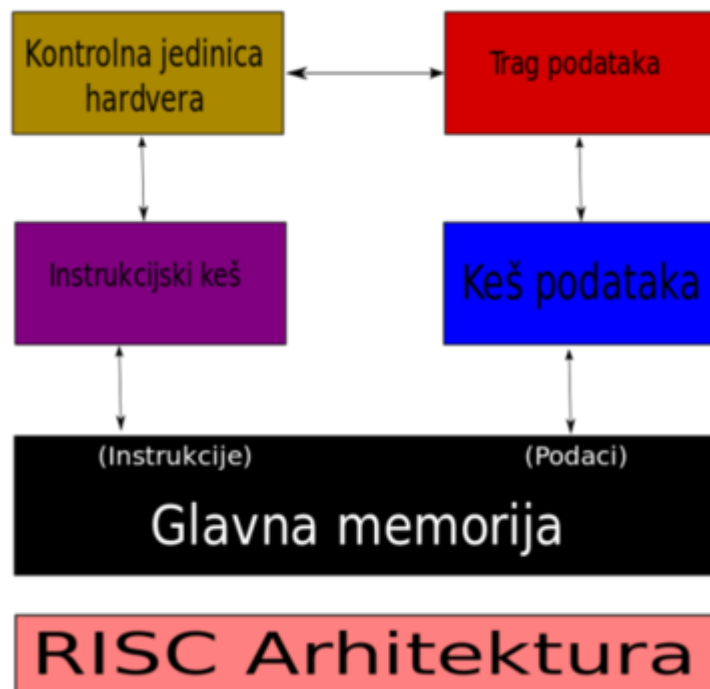 Kontrolna jedinica
hardvera
Trag podataka
Instrukcijski keš
Keš podataka
(Instrukcije)
(Podaci)
Glavna memorija
RISC Arhitektura